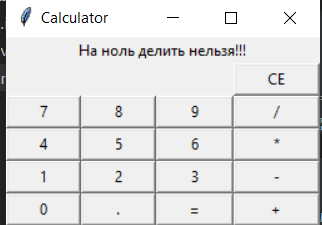 Calculator
На ноль делить нельзя!!!
CE
7 8 9 /
4 5 6 *
1 2 3 -
0 . = +